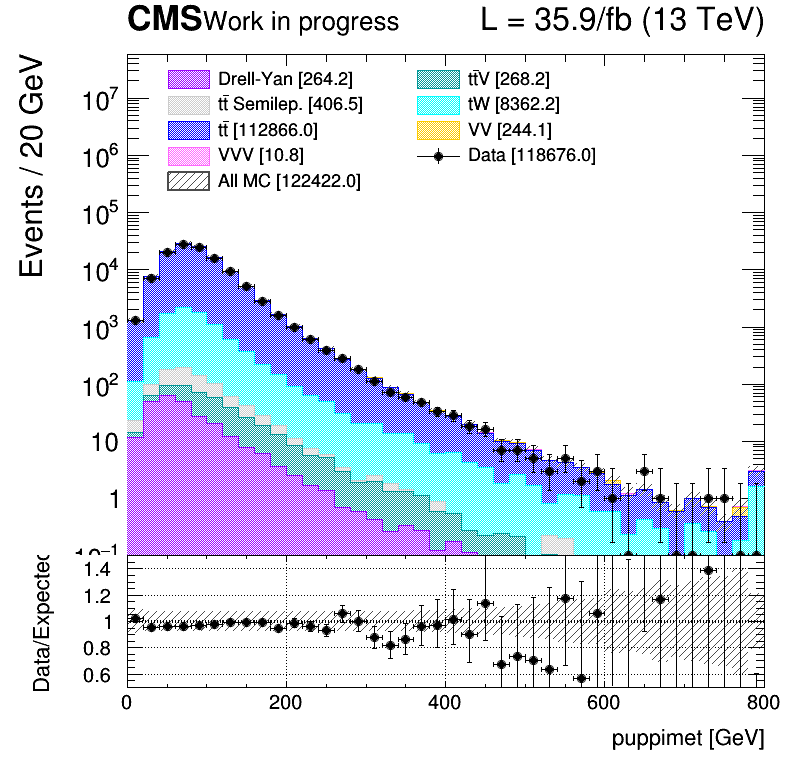 CMS Work in progress L = 35.9/fb (13 TeV)
Events / 20 GeV
Drell-Yan [264.2]
tt̄V [268.2]
tt̄ Semilep. [406.5]
tW [8362.2]
tt̄ [112866.0]
VV [244.1]
VVV [10.8]
Data [118676.0]
All MC [122422.0]
10⁷
10⁶
10⁵
10⁴
10³
10²
10
1
10⁻¹
Data/Expected
1.4
1.2
1
0.8
0.6
0 200 400 600 800
puppimet [GeV]